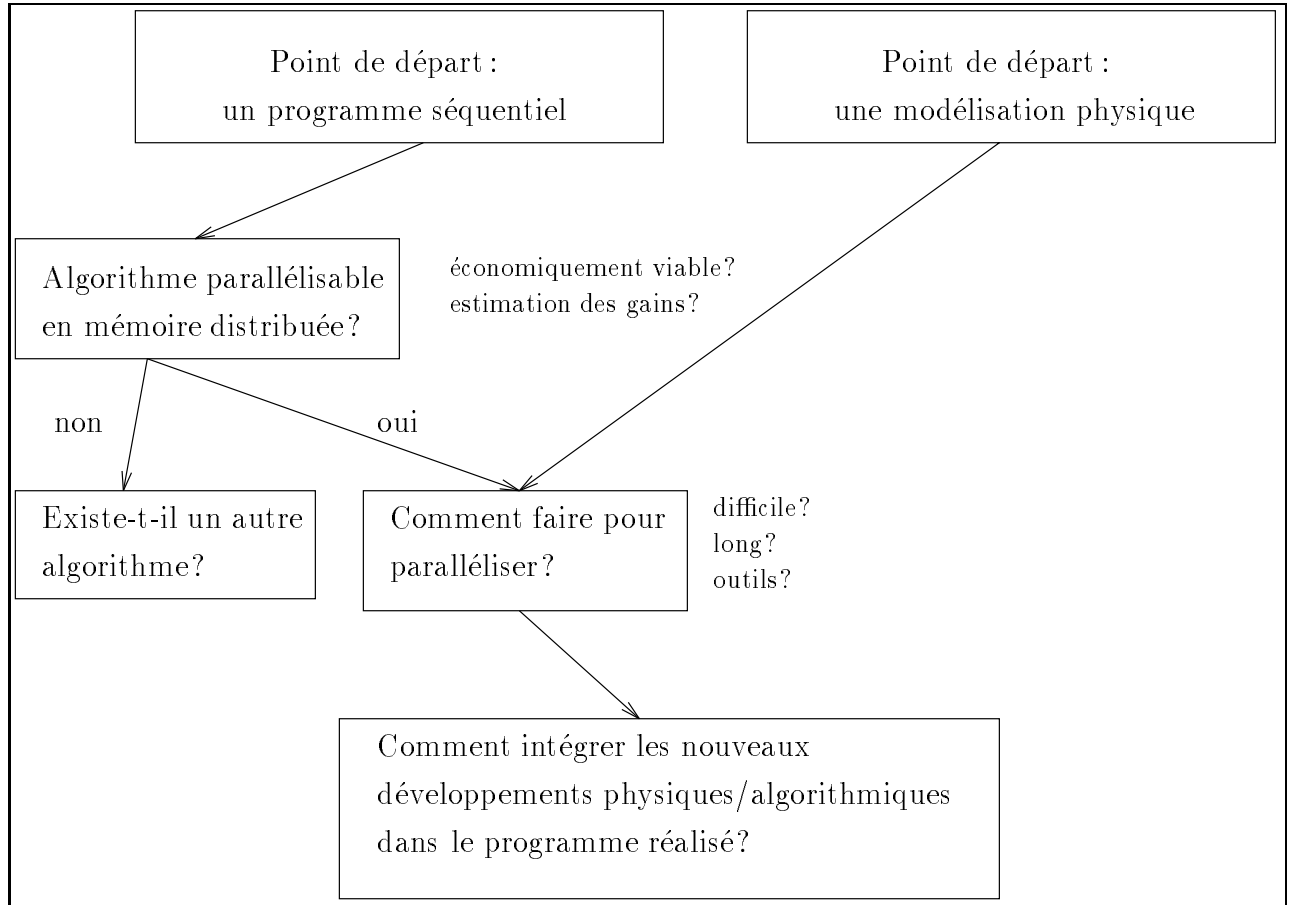 Point de départ :
un programme séquentiel
Point de départ :
une modélisation physique
Algorithme parallélisable
en mémoire distribuée?
économiquement viable?
estimation des gains?
non
oui
Existe-t-il un autre
algorithme?
Comment faire pour
paralléliser?
difficile?
long?
outils?
Comment intégrer les nouveaux
développements physiques/algorithmiques
dans le programme réalisé?